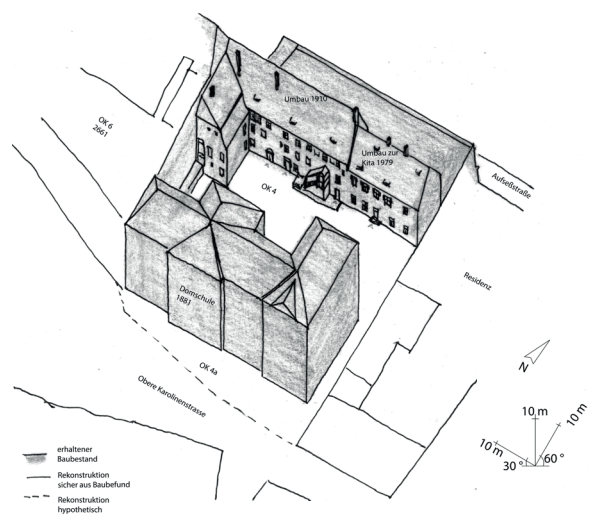 Umbau 1910
Umbau zur
Kita 1979
OK 6
2661
OK 4
Aufseßstraße
Residenz
Domschule
1881
OK 4a
Obere Karolinenstrasse
N
10 m
10 m
10 m
30 °
60 °
erhaltener
Baubestand
Rekonstruktion
sicher aus Baubefund
Rekonstruktion
hypothetisch